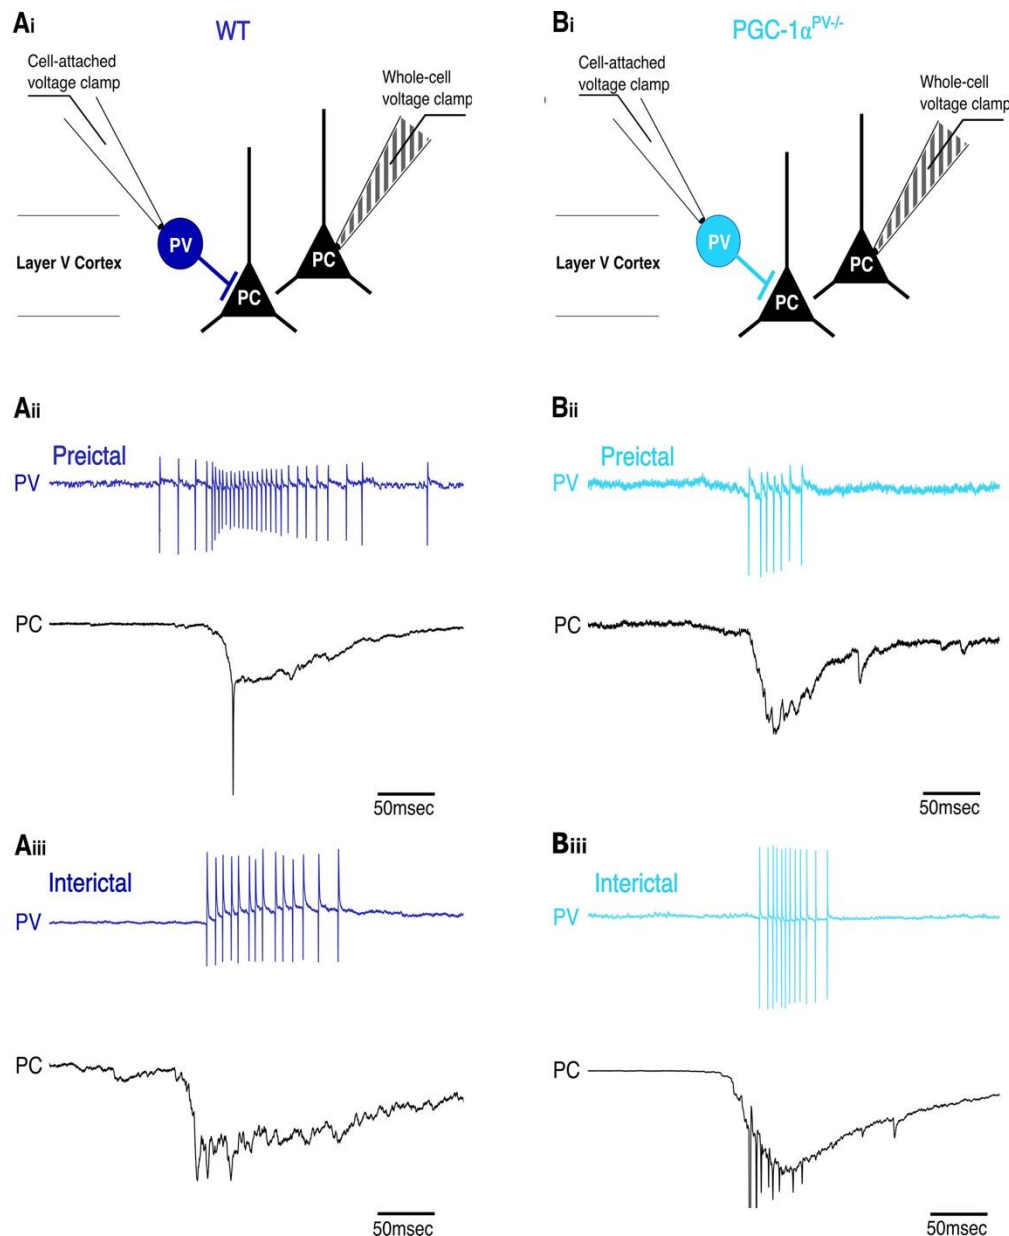 Ai
WT
Cell-attached
voltage clamp
Whole-cell
voltage clamp
PV
PC
PC
Layer V Cortex
Bi
PGC-1α^PV-/-
Cell-attached
voltage clamp
Whole-cell
voltage clamp
PV
PC
PC
Layer V Cortex
Aii
Preictal
PV
PC
50msec
Bii
Preictal
PV
PC
50msec
Aiii
Interictal
PV
PC
50msec
Biii
Interictal
PV
PC
50msec